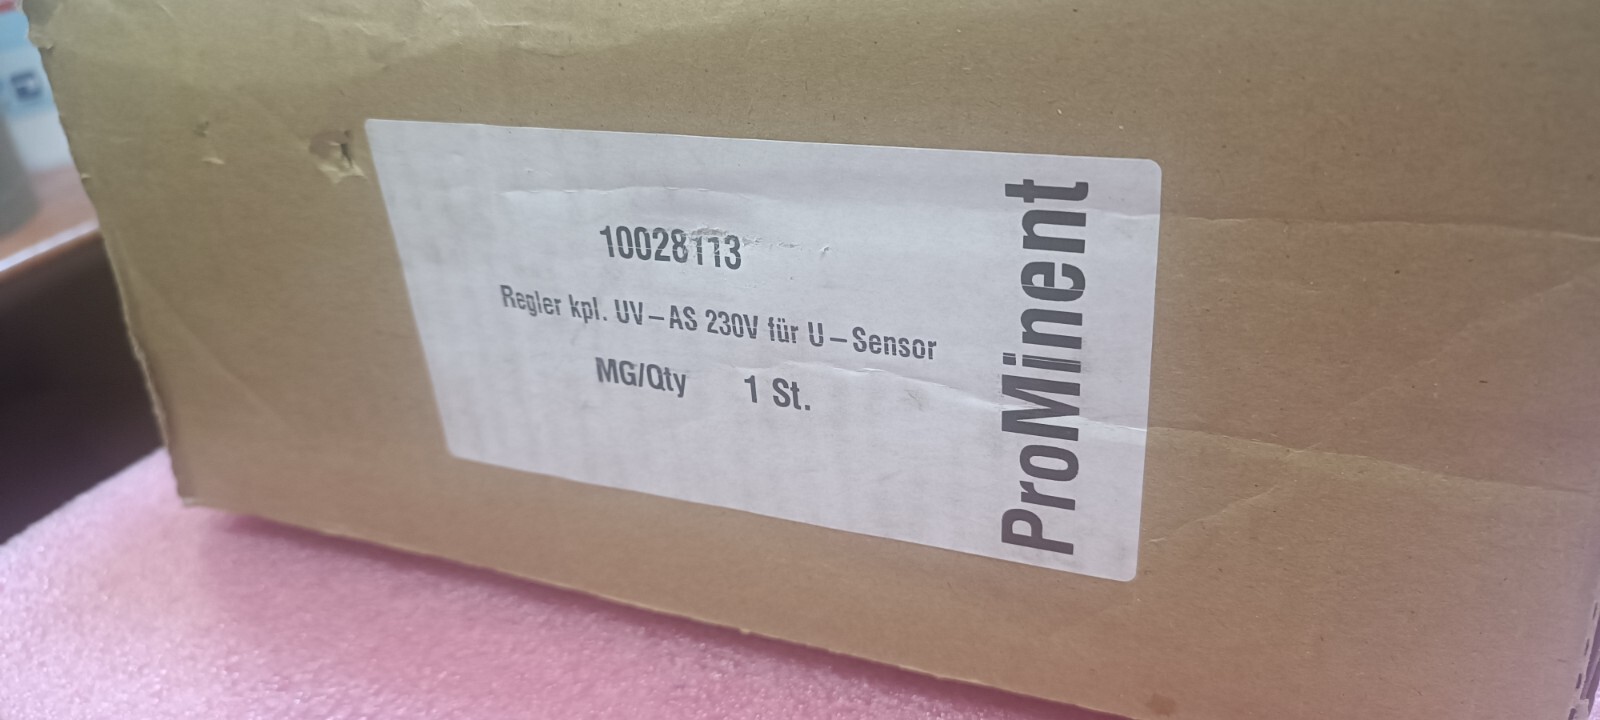 10028113
Regler kpl. UV-AS 230V für U-Sensor
MG/Qty 1 St.
ProMinent